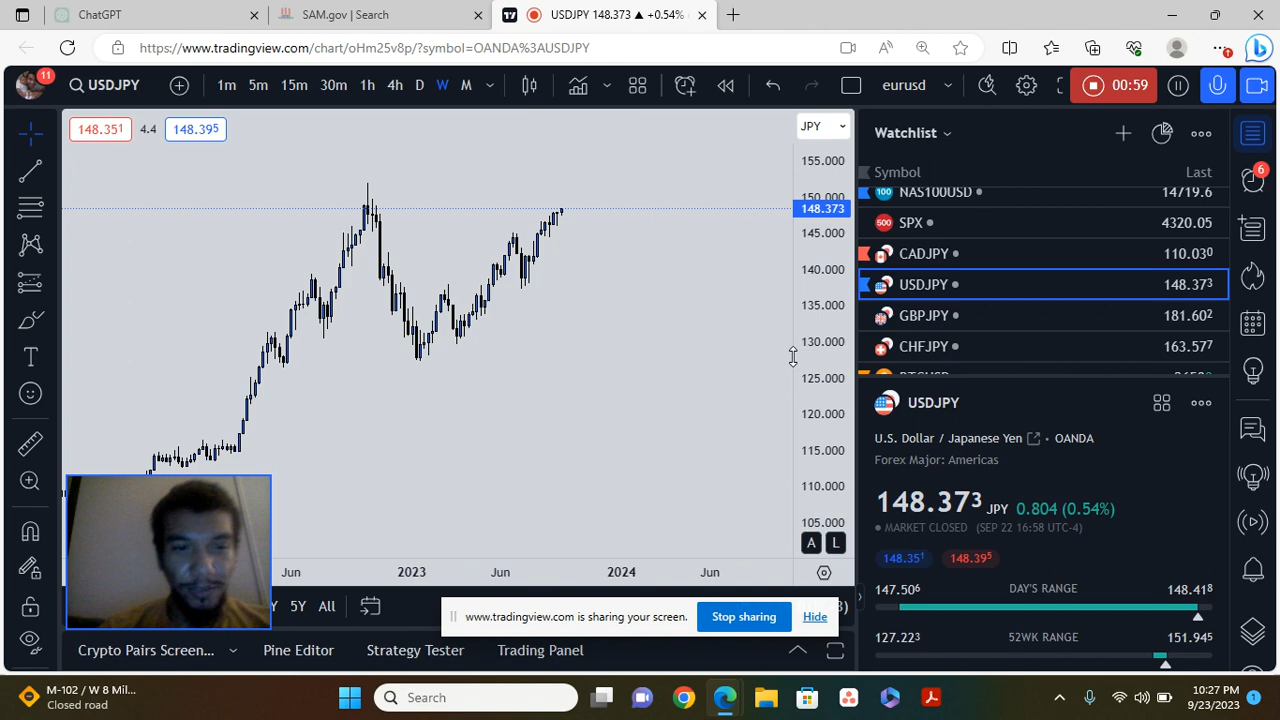 ChatGPT
SAM.gov | Search
USDJPY 148.373 ▲ +0.54%
https://www.tradingview.com/chart/oHm25v8p/?symbol=OANDA%3AUSDJPY
11
USDJPY
1m 5m 15m 30m 1h 4h D W M
eurusd
00:59
148.351 4.4 148.395
JPY
155.000
150.000
148.373
145.000
140.000
135.000
130.000
125.000
120.000
115.000
110.000
105.000
A L
Jun 2023 Jun 2024 Jun
5Y All
www.tradingview.com is sharing your screen. Stop sharing Hide
Crypto Pairs Screen... Pine Editor Strategy Tester Trading Panel
Watchlist
Symbol Last
100 NAS100USD 14719.6
500 SPX 4320.05
CADJPY 110.030
USDJPY 148.373
GBPJPY 181.602
CHFJPY 163.577
USDJPY
U.S. Dollar / Japanese Yen • OANDA
Forex Major: Americas
148.373 JPY 0.804 (0.54%)
MARKET CLOSED (SEP 22 16:58 UTC-4)
148.351 148.395
147.506 DAY'S RANGE 148.418
127.223 52WK RANGE 151.945
6
M-102 / W 8 Mil...
Closed road
Search
10:27 PM
9/23/2023
1